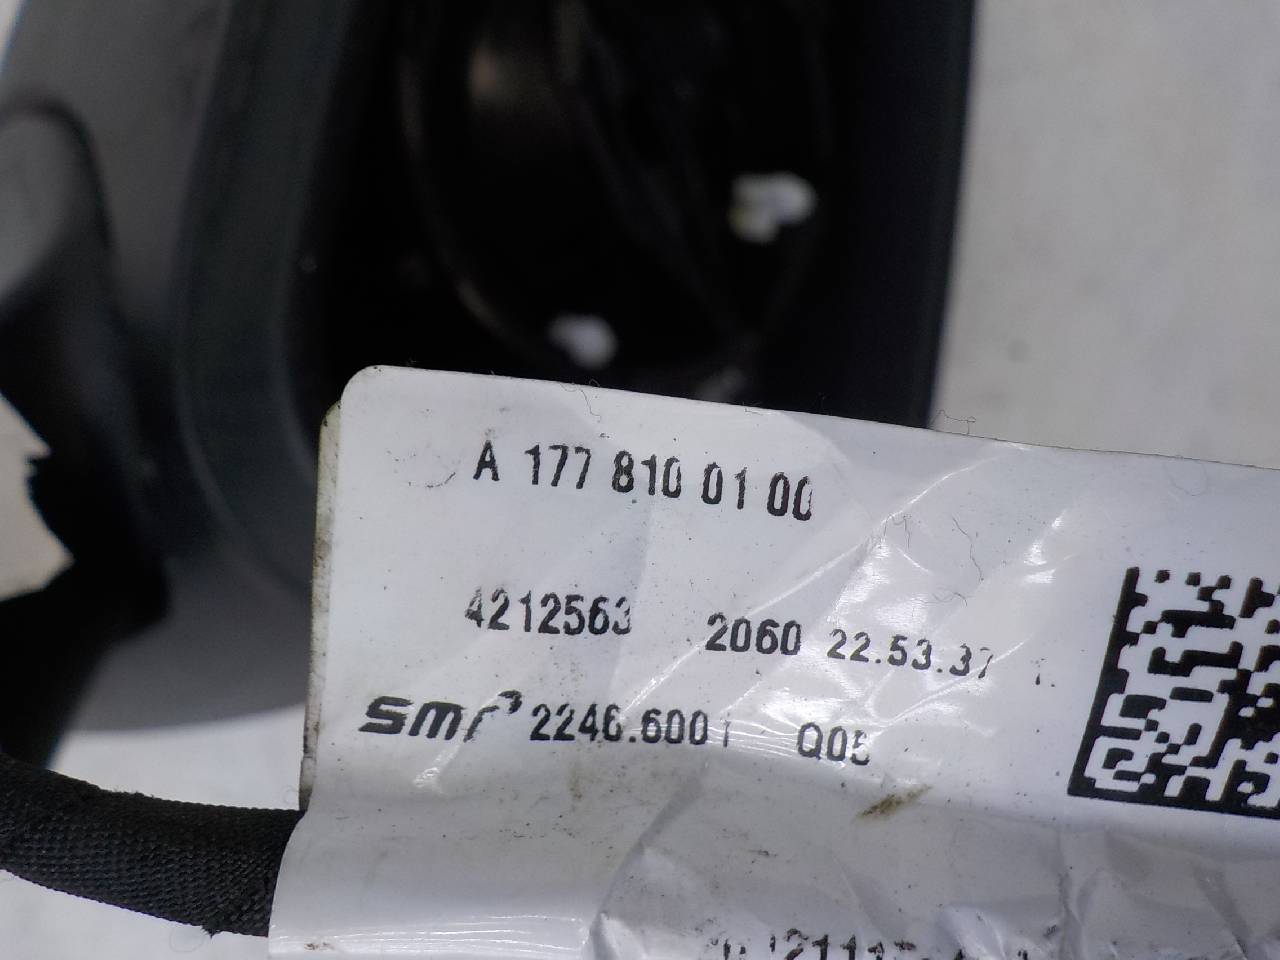 A 177 810 01 00
4212563 2060 22.53.37
smr 2246.6001 Q05